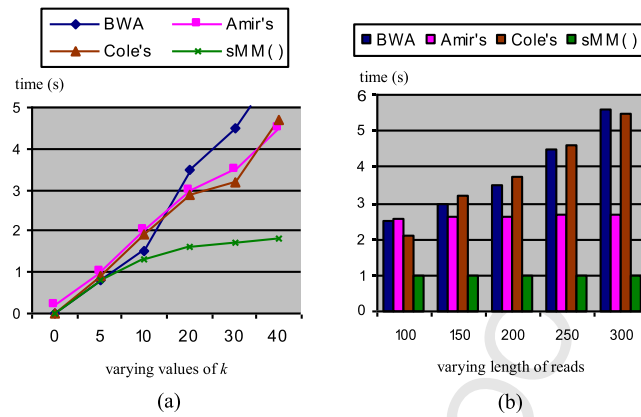 BWA Amir's
Cole's sMM( )
time (s)
5
4
3
2
1
0
0 5 10 20 30 40
varying values of k
(a)
BWA Amir's Cole's sMM( )
time (s)
6
5
4
3
2
1
0
100 150 200 250 300
varying length of reads
(b)